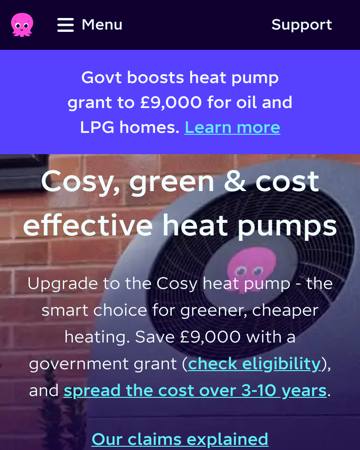 Menu
Support
Govt boosts heat pump
grant to £9,000 for oil and
LPG homes. Learn more
Cosy, green & cost
effective heat pumps
Upgrade to the Cosy heat pump - the
smart choice for greener, cheaper
heating. Save £9,000 with a
government grant (check eligibility),
and spread the cost over 3-10 years.
Our claims explained